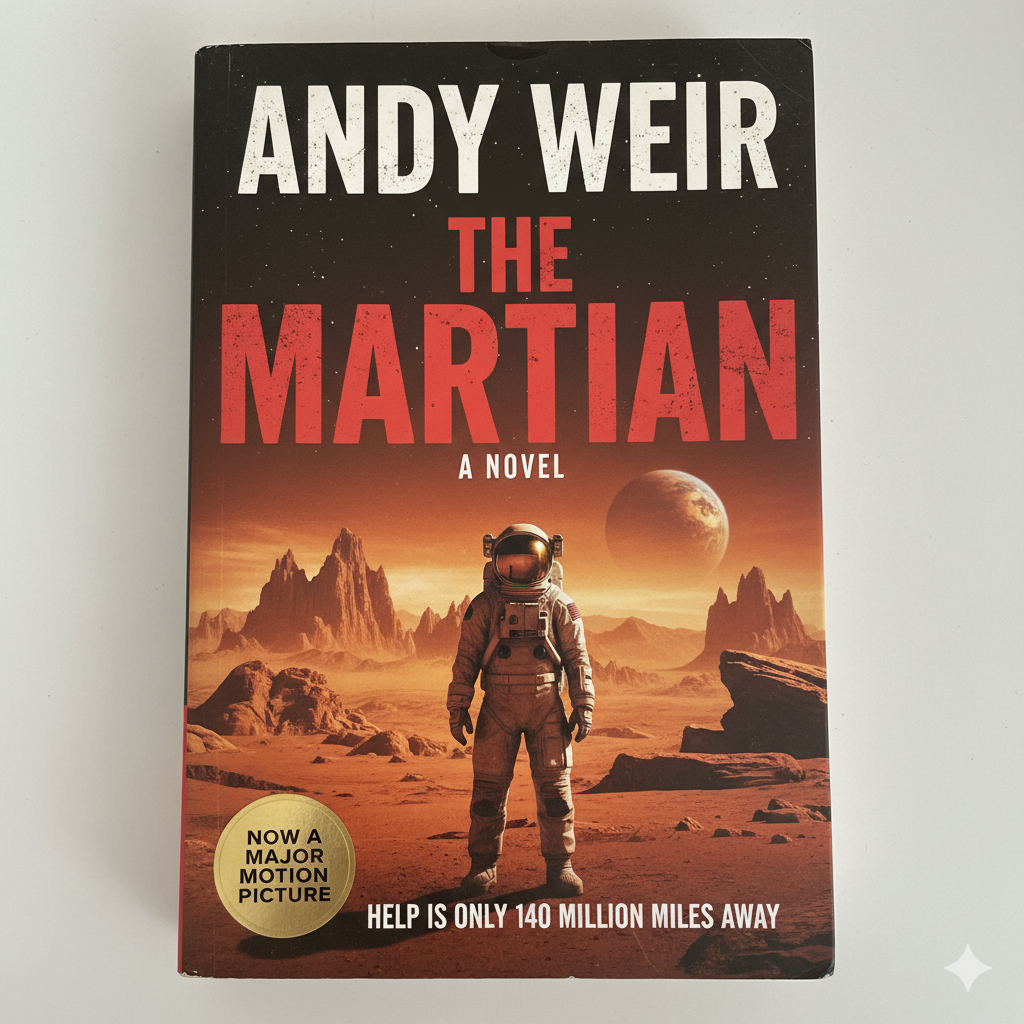 ANDY WEIR
THE
MARTIAN
A NOVEL
NOW A
MAJOR
MOTION
PICTURE
HELP IS ONLY 140 MILLION MILES AWAY